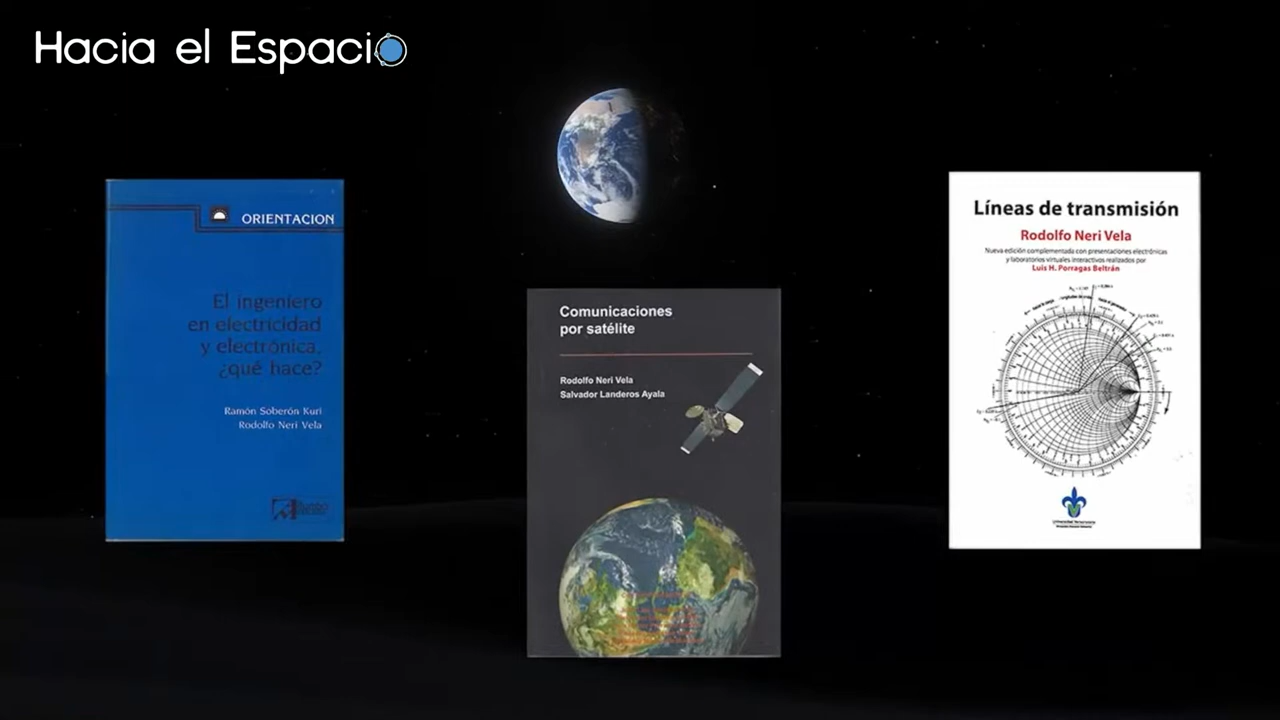 Hacia el Espacio
ORIENTACION
El ingeniero
en electricidad
y electrónica,
¿qué hace?
Ramón Soberón Kuri
Rodolfo Neri Vela
Comunicaciones
por satélite
Rodolfo Neri Vela
Salvador Landeros Ayala
Líneas de transmisión
Rodolfo Neri Vela
Nueva edición complementada con presentaciones electrónicas
y laboratorios virtuales interactivos realizados por
Luis H. Porragas Beltrán
Universidad Veracruzana